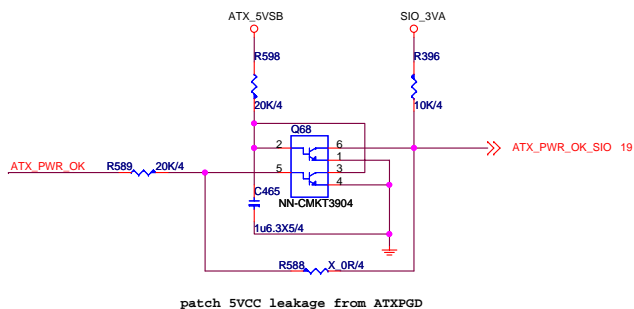 ATX_5VSB
SIO_3VA
R598
R396
20K/4
10K/4
Q68
2
6
1
ATX_PWR_OK_SIO 19
ATX_PWR_OK
R589
20K/4
5
3
4
C465
NN-CMKT3904
1u6.3X5/4
R588
X_0R/4
patch 5VCC leakage from ATXPGD